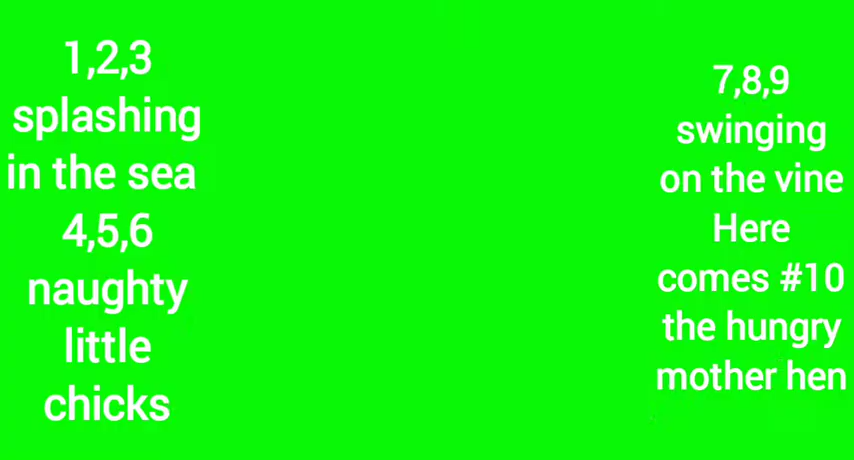 1,2,3
splashing
in the sea
4,5,6
naughty
little
chicks
7,8,9
swinging
on the vine
Here
comes #10
the hungry
mother hen